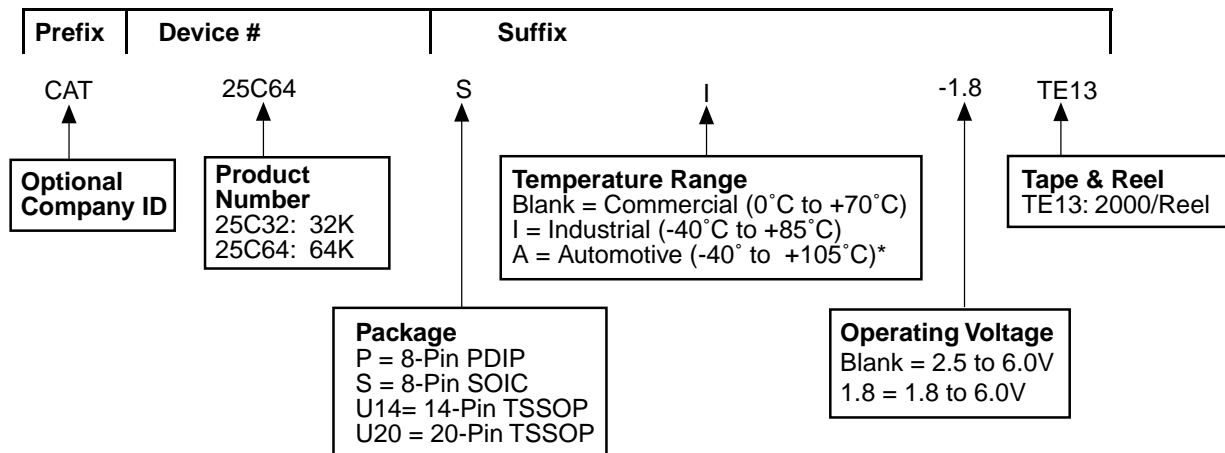 Prefix Device # Suffix
CAT 25C64 S I -1.8 TE13
Optional
Company ID
Product
Number
25C32: 32K
25C64: 64K
Temperature Range
Blank = Commercial (0˚C to +70˚C)
I = Industrial (-40˚C to +85˚C)
A = Automotive (-40˚ to +105˚C)*
Tape & Reel
TE13: 2000/Reel
Package
P = 8-Pin PDIP
S = 8-Pin SOIC
U14= 14-Pin TSSOP
U20 = 20-Pin TSSOP
Operating Voltage
Blank = 2.5 to 6.0V
1.8 = 1.8 to 6.0V